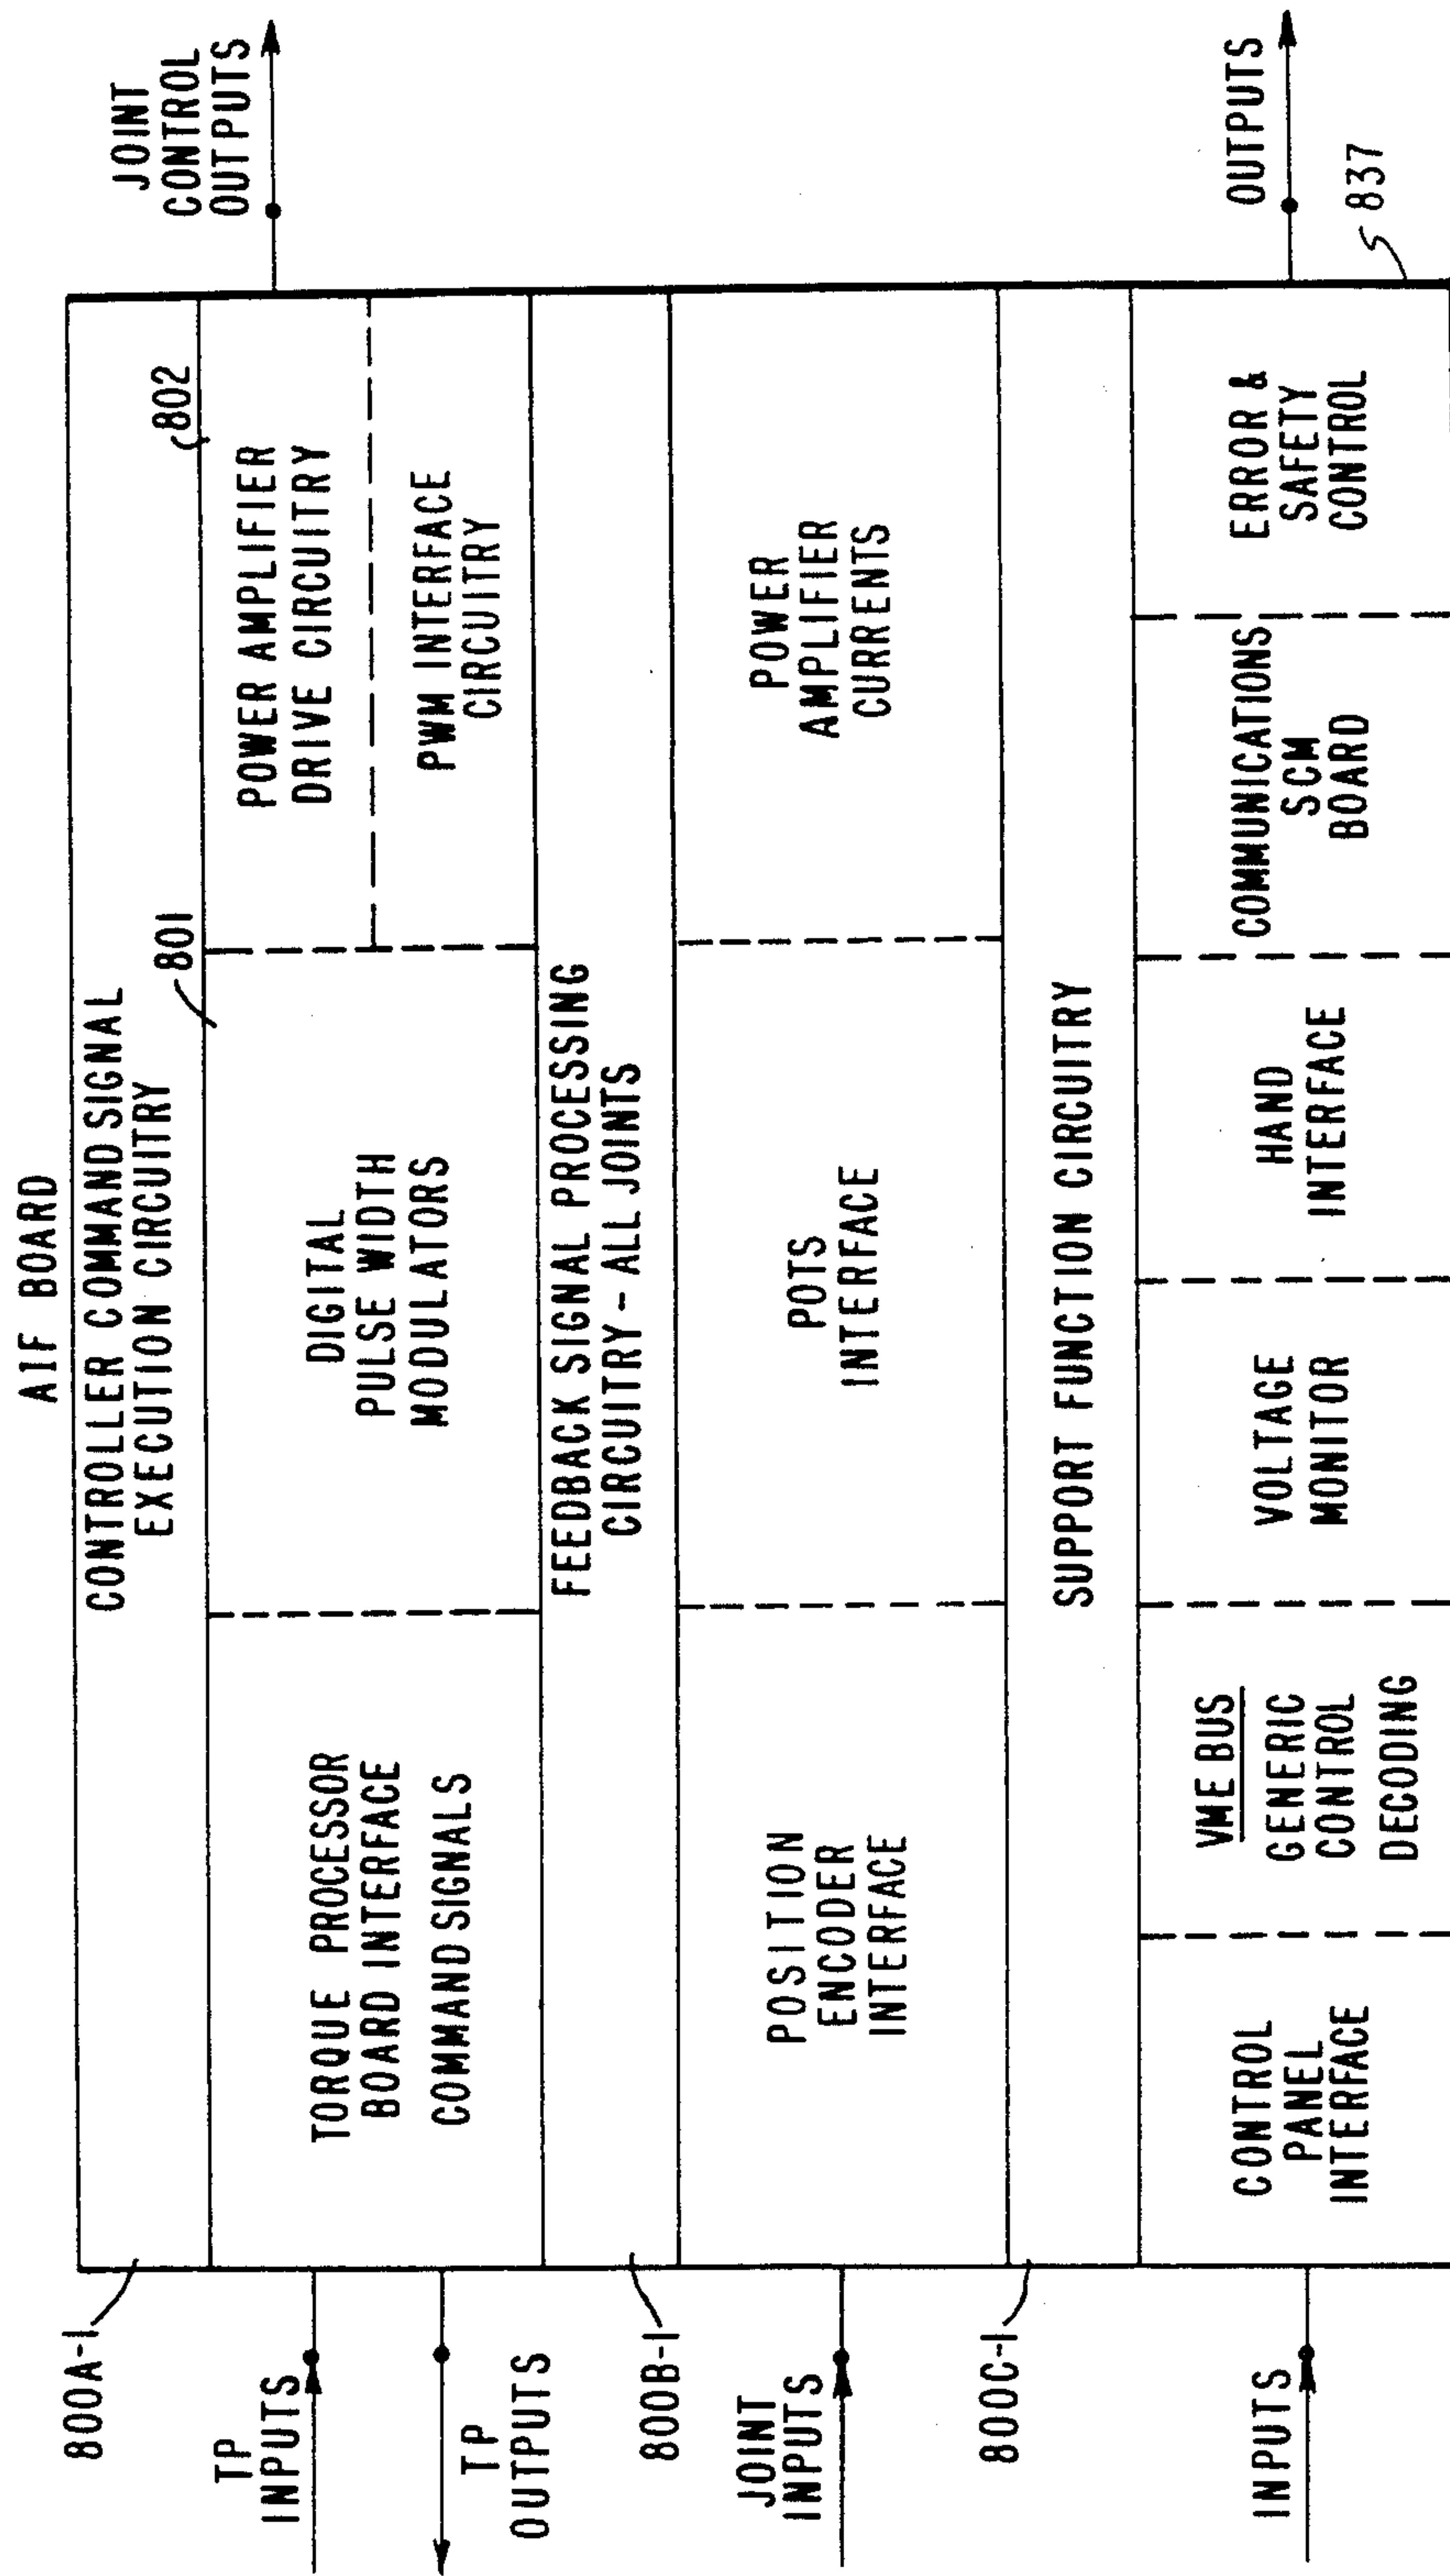 AIF BOARD
800A-1
CONTROLLER COMMAND SIGNAL
EXECUTION CIRCUITRY
801
802
TP
INPUTS
TP
OUTPUTS
TORQUE PROCESSOR
BOARD INTERFACE
COMMAND SIGNALS
DIGITAL
PULSE WIDTH
MODULATORS
POWER AMPLIFIER
DRIVE CIRCUITRY
PWM INTERFACE
CIRCUITRY
JOINT
CONTROL
OUTPUTS
800B-1
FEEDBACK SIGNAL PROCESSING
CIRCUITRY - ALL JOINTS
JOINT
INPUTS
POSITION
ENCODER
INTERFACE
POTS
INTERFACE
POWER
AMPLIFIER
CURRENTS
800C-1
SUPPORT FUNCTION CIRCUITRY
INPUTS
CONTROL
PANEL
INTERFACE
VME BUS
GENERIC
CONTROL
DECODING
VOLTAGE
MONITOR
HAND
INTERFACE
COMMUNICATIONS
SCM
BOARD
ERROR &
SAFETY
CONTROL
OUTPUTS
837